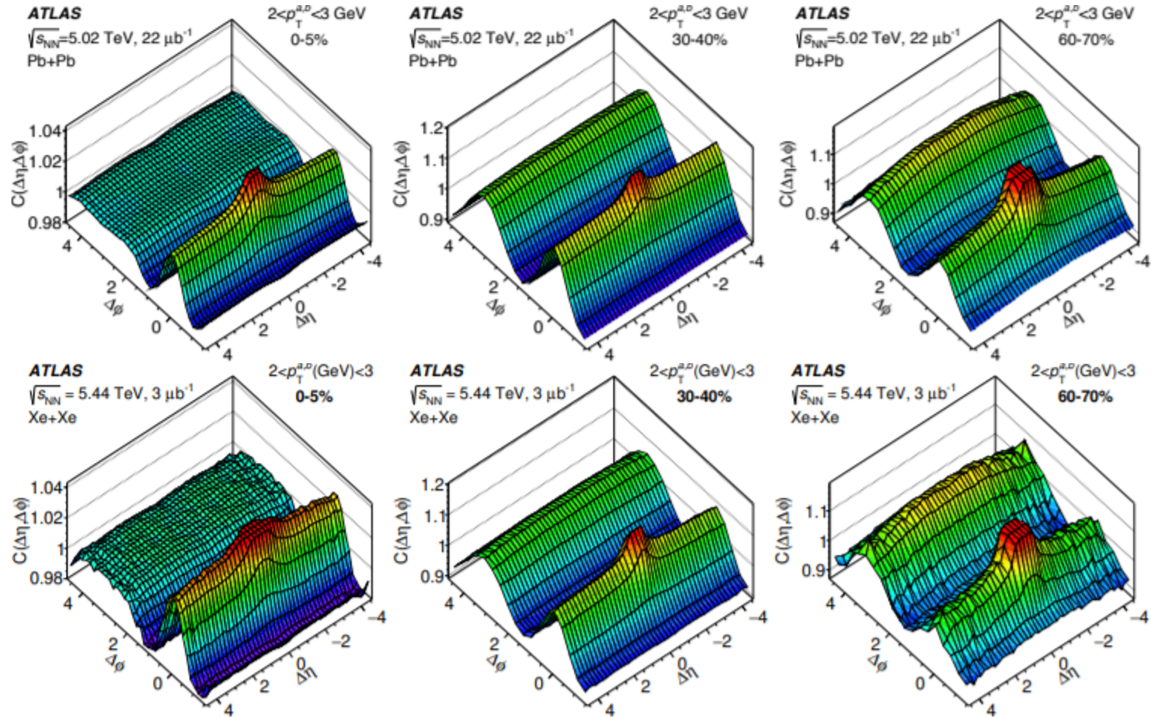 ATLAS 2<p_T^{a,b}<3 GeV
√s_NN=5.02 TeV, 22 μb⁻¹ 0-5%
Pb+Pb
C(Δη,Δϕ)
1.04
1.02
1
0.98
4
2
0
Δϕ
4
2
0
-2
-4
Δη
ATLAS 2<p_T^{a,b}<3 GeV
√s_NN=5.02 TeV, 22 μb⁻¹ 30-40%
Pb+Pb
C(Δη,Δϕ)
1.2
1.1
1
0.9
4
2
0
Δϕ
4
2
0
-2
-4
Δη
ATLAS 2<p_T^{a,b}<3 GeV
√s_NN=5.02 TeV, 22 μb⁻¹ 60-70%
Pb+Pb
C(Δη,Δϕ)
1.1
1
0.9
4
2
0
Δϕ
4
2
0
-2
-4
Δη
ATLAS 2<p_T^{a,b}(GeV)<3
√s_NN = 5.44 TeV, 3 μb⁻¹ 0-5%
Xe+Xe
C(Δη,Δϕ)
1.04
1.02
1
0.98
4
2
0
Δϕ
4
2
0
−2
−4
Δη
ATLAS 2<p_T^{a,b}(GeV)<3
√s_NN = 5.44 TeV, 3 μb⁻¹ 30-40%
Xe+Xe
C(Δη,Δϕ)
1.2
1.1
1
0.9
4
2
0
Δϕ
4
2
0
−2
−4
Δη
ATLAS 2<p_T^{a,b}(GeV)<3
√s_NN = 5.44 TeV, 3 μb⁻¹ 60-70%
Xe+Xe
C(Δη,Δϕ)
1.1
1
0.9
4
2
0
Δϕ
4
2
0
−2
−4
Δη